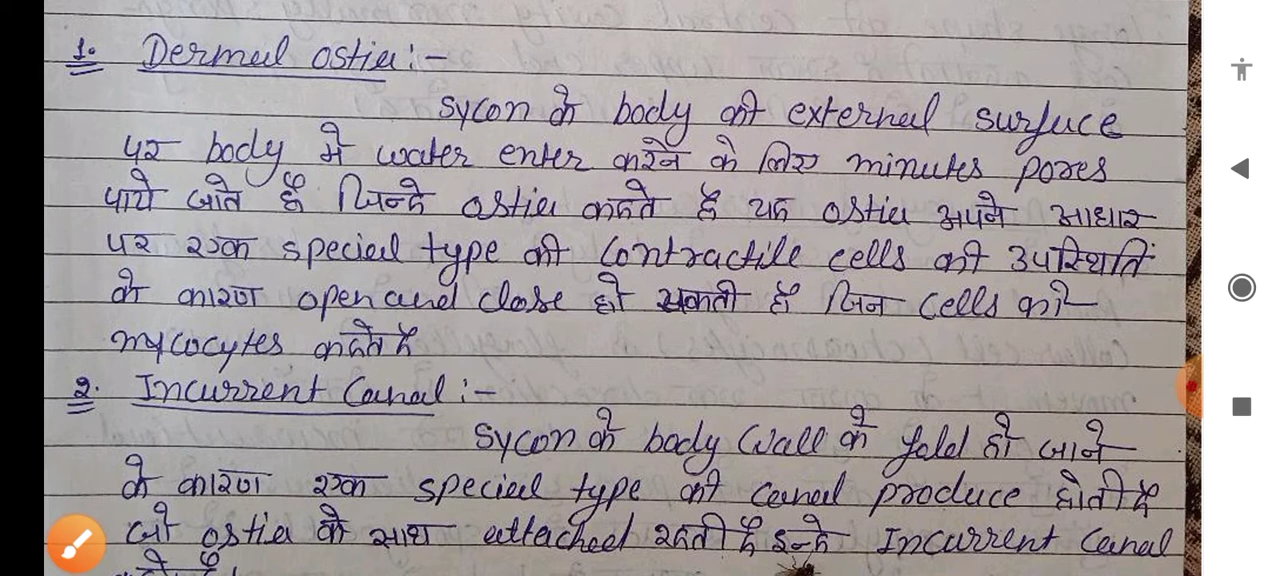 1. Dermal ostia :-
Sycon के body की external surface
पर body में water enter करने के लिए minutes pores
पाये जाते हैं जिन्हे ostia कहते है यह ostia अपने आधार
पर एक special type की contractile cells की उपस्थिति
के कारण open and close हो सकती है जिन cells को
myocytes कहते है
2. Incurrent Canal :-
Sycon के body wall के fold हो जाने
के कारण एक special type की canal produce होती है
जो ostia के साथ attached रहती है इन्हे Incurrent Canal